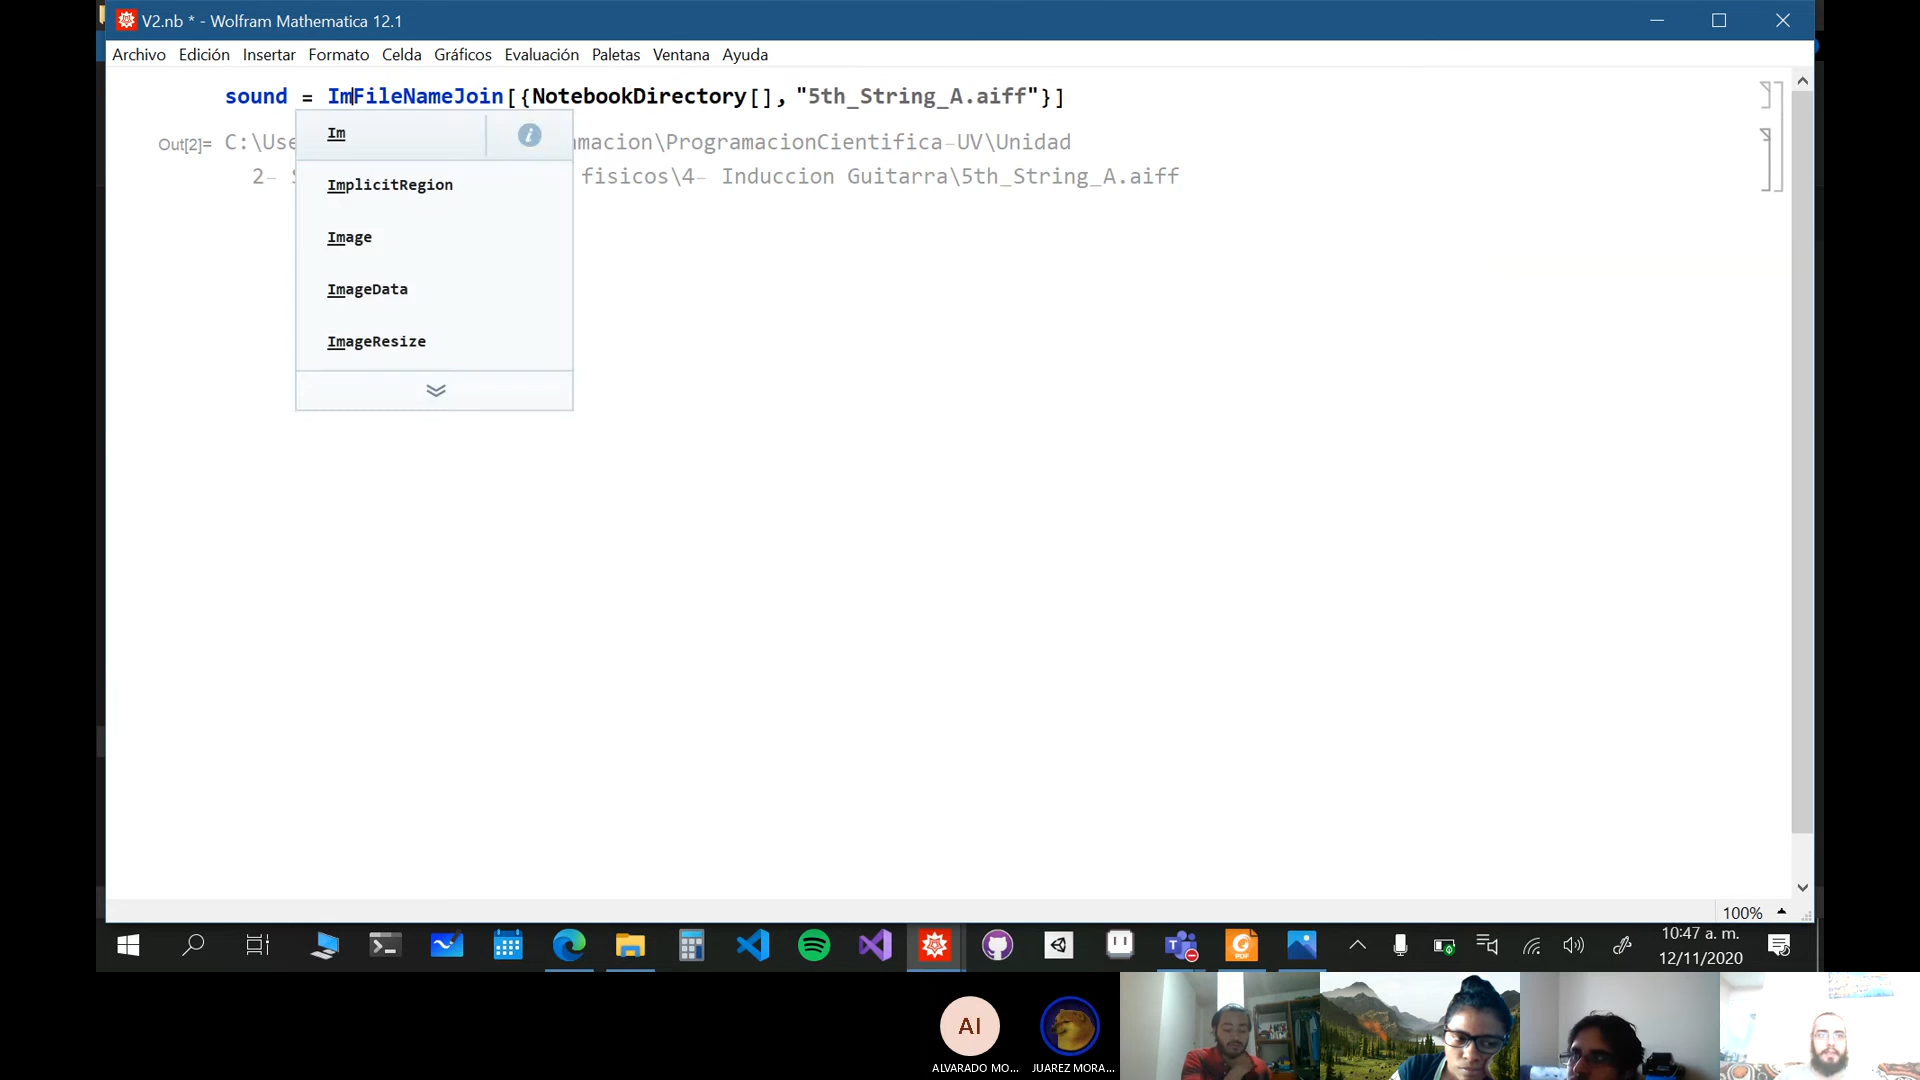 V2.nb * - Wolfram Mathematica 12.1
Archivo Edición Insertar Formato Celda Gráficos Evaluación Paletas Ventana Ayuda
sound = ImFileNameJoin[{NotebookDirectory[], "5th_String_A.aiff"}]
Out[2]= C:\Use macion\ProgramacionCientifica-UV\Unidad
2- fisicos\4- Induccion Guitarra\5th_String_A.aiff
Im
ImplicitRegion
Image
ImageData
ImageResize
100%
10:47 a. m.
12/11/2020
AI
ALVARADO MO...
JUAREZ MORA...